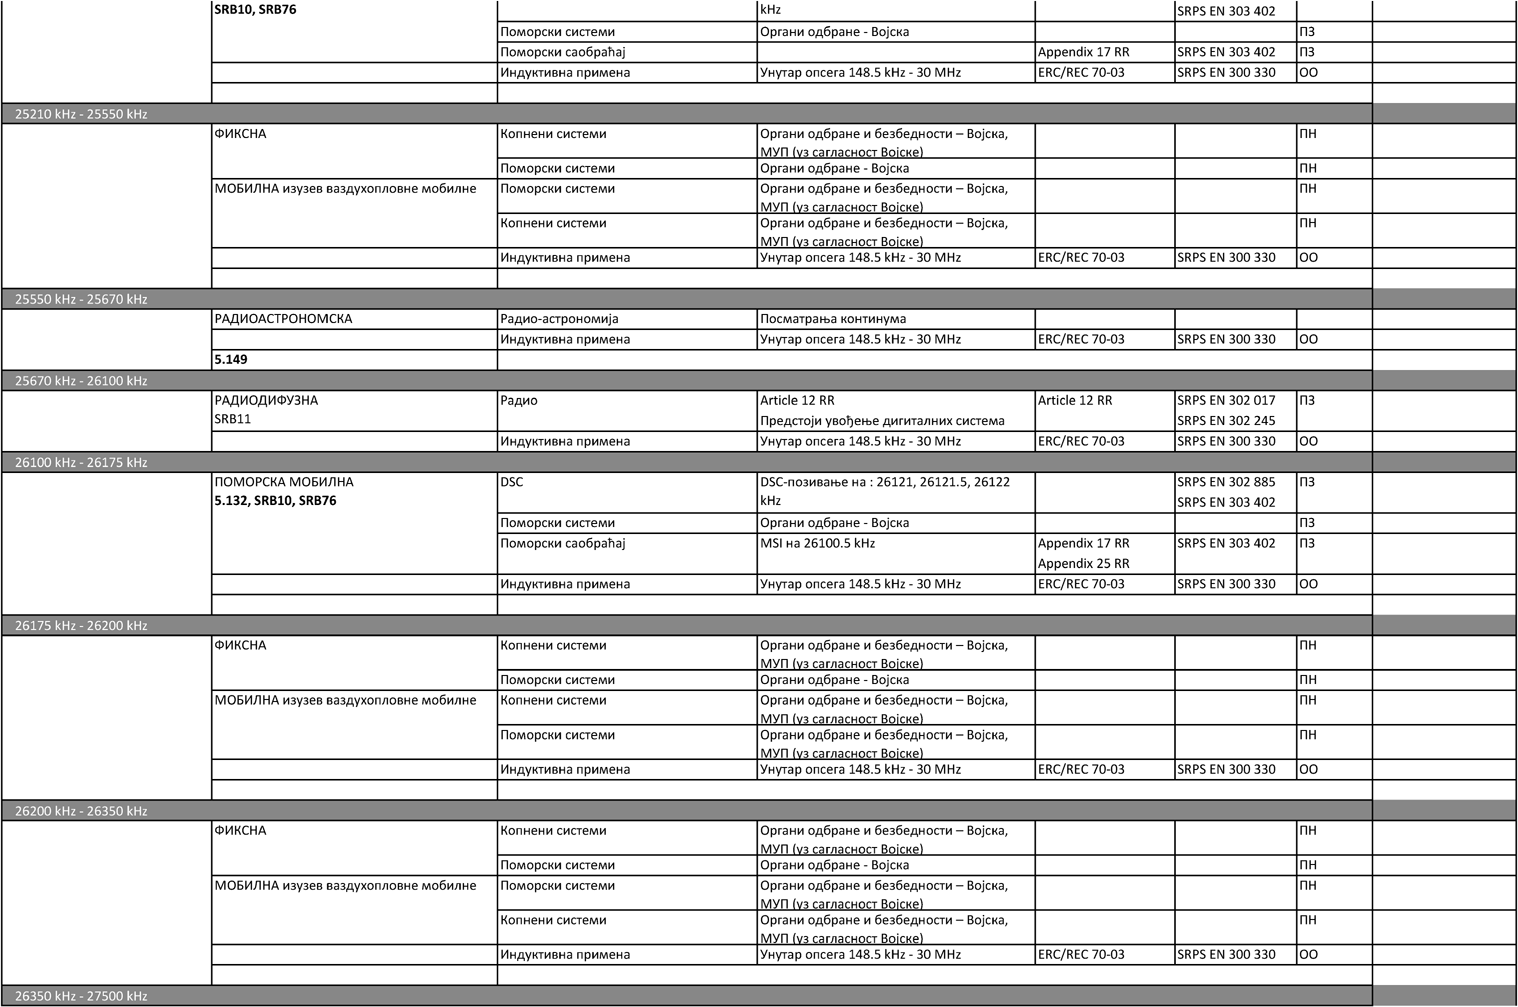 SRB10, SRB76 kHz SRPS EN 303 402
Поморски системи Органи одбране - Војска ПЗ
Поморски саобраћај Appendix 17 RR SRPS EN 303 402 ПЗ
Индуктивна примена Унутар опсега 148.5 kHz - 30 MHz ERC/REC 70-03 SRPS EN 300 330 ОО
25210 kHz - 25550 kHz
ФИКСНА Копнени системи Органи одбране и безбедности – Војска, ПН
МУП (уз сагласност Војске)
Поморски системи Органи одбране - Војска ПН
МОБИЛНА изузев ваздухопловне мобилне Поморски системи Органи одбране и безбедности – Војска, ПН
МУП (уз сагласност Војске)
Копнени системи Органи одбране и безбедности – Војска, ПН
МУП (уз сагласност Војске)
Индуктивна примена Унутар опсега 148.5 kHz - 30 MHz ERC/REC 70-03 SRPS EN 300 330 ОО
25550 kHz - 25670 kHz
РАДИОАСТРОНОМСКА Радио-астрономија Посматрања континума
Индуктивна примена Унутар опсега 148.5 kHz - 30 MHz ERC/REC 70-03 SRPS EN 300 330 ОО
5.149
25670 kHz - 26100 kHz
РАДИОДИФУЗНА Радио Article 12 RR Article 12 RR SRPS EN 302 017 ПЗ
SRB11 Предстоји увођење дигиталних система SRPS EN 302 245
Индуктивна примена Унутар опсега 148.5 kHz - 30 MHz ERC/REC 70-03 SRPS EN 300 330 ОО
26100 kHz - 26175 kHz
ПОМОРСКА МОБИЛНА DSC DSC-позивање на : 26121, 26121.5, 26122 SRPS EN 302 885 ПЗ
5.132, SRB10, SRB76 kHz SRPS EN 303 402
Поморски системи Органи одбране - Војска ПЗ
Поморски саобраћај MSI на 26100.5 kHz Appendix 17 RR SRPS EN 303 402 ПЗ
Appendix 25 RR
Индуктивна примена Унутар опсега 148.5 kHz - 30 MHz ERC/REC 70-03 SRPS EN 300 330 ОО
26175 kHz - 26200 kHz
ФИКСНА Копнени системи Органи одбране и безбедности – Војска, ПН
МУП (уз сагласност Војске)
Поморски системи Органи одбране - Војска ПН
МОБИЛНА изузев ваздухопловне мобилне Копнени системи Органи одбране и безбедности – Војска, ПН
МУП (уз сагласност Војске)
Поморски системи Органи одбране и безбедности – Војска, ПН
МУП (уз сагласност Војске)
Индуктивна примена Унутар опсега 148.5 kHz - 30 MHz ERC/REC 70-03 SRPS EN 300 330 ОО
26200 kHz - 26350 kHz
ФИКСНА Копнени системи Органи одбране и безбедности – Војска, ПН
МУП (уз сагласност Војске)
Поморски системи Органи одбране - Војска ПН
МОБИЛНА изузев ваздухопловне мобилне Поморски системи Органи одбране и безбедности – Војска, ПН
МУП (уз сагласност Војске)
Копнени системи Органи одбране и безбедности – Војска, ПН
МУП (уз сагласност Војске)
Индуктивна примена Унутар опсега 148.5 kHz - 30 MHz ERC/REC 70-03 SRPS EN 300 330 ОО
26350 kHz - 27500 kHz